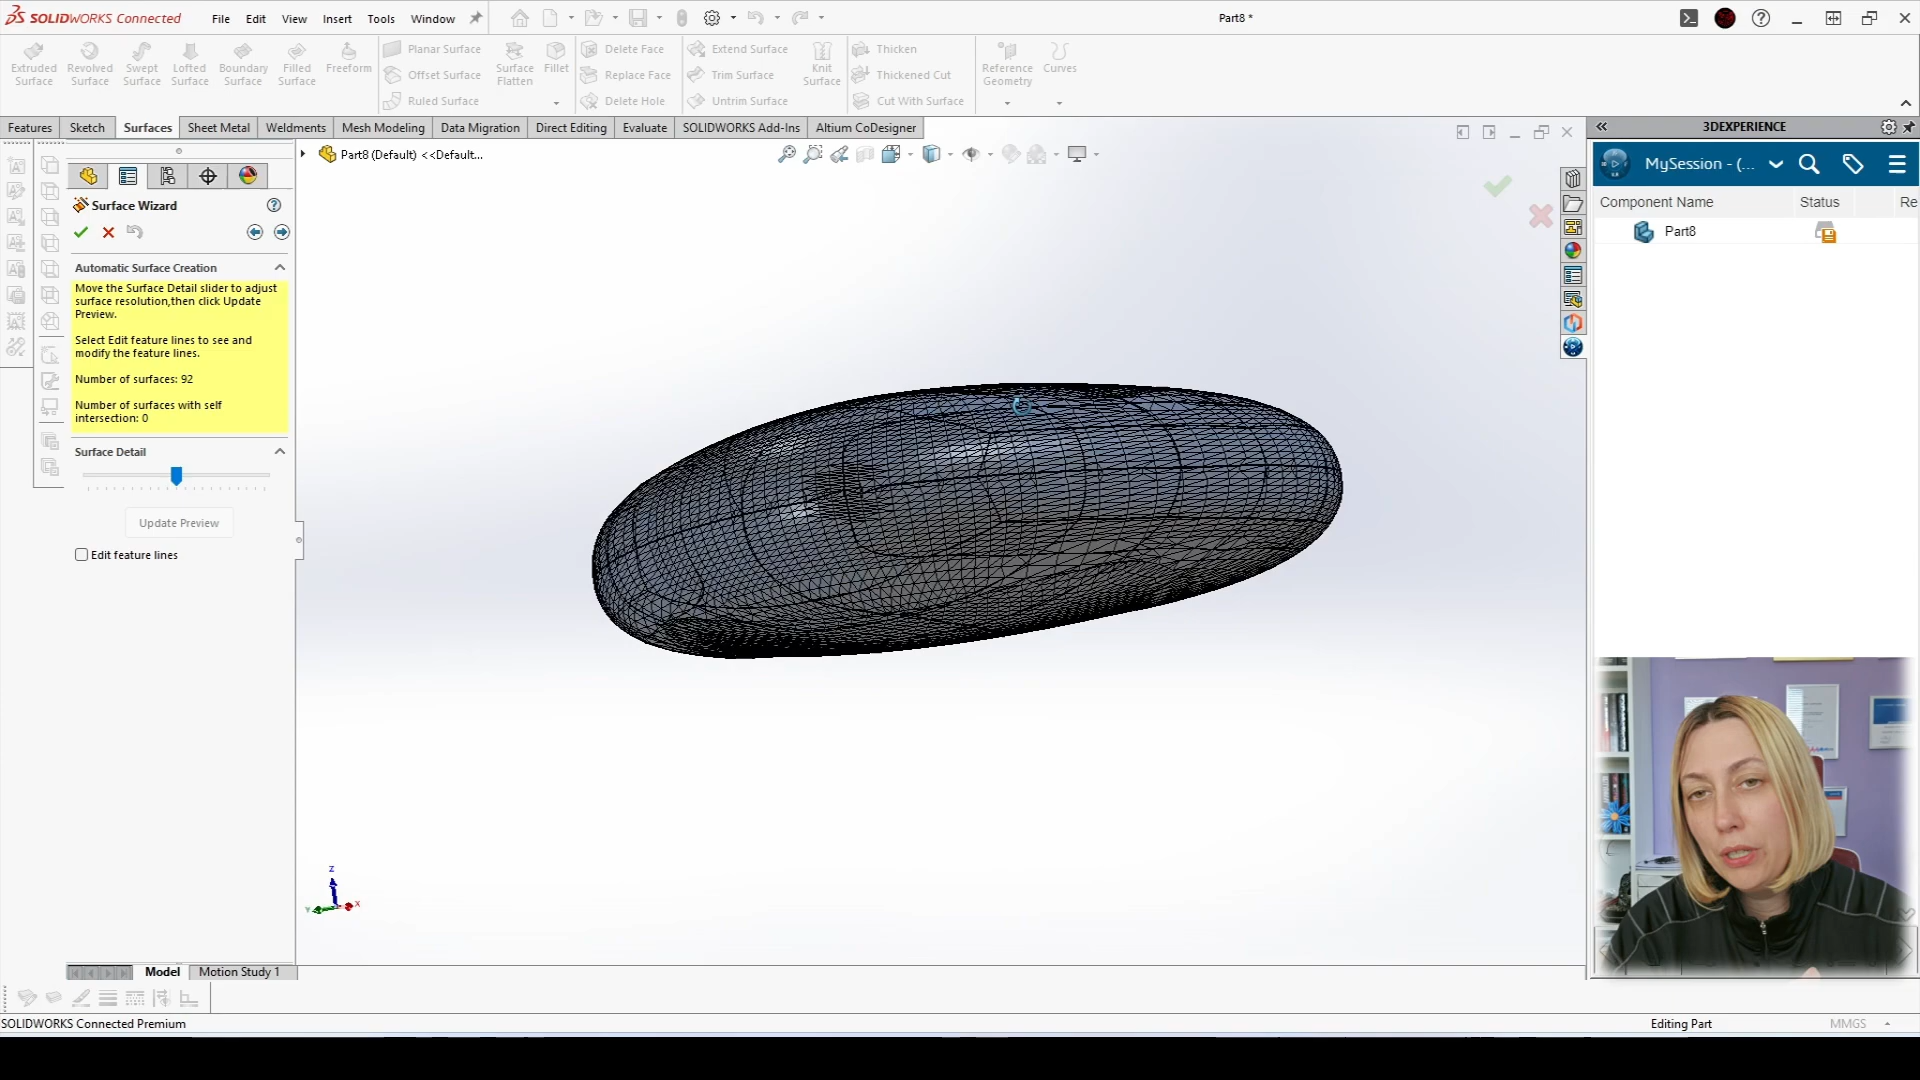 SOLIDWORKS Connected
File Edit View Insert Tools Window
Part8 *
Extruded Surface
Revolved Surface
Swept Surface
Lofted Surface
Boundary Surface
Filled Surface
Freeform
Planar Surface
Offset Surface
Ruled Surface
Surface Flatten
Fillet
Delete Face
Replace Face
Delete Hole
Extend Surface
Trim Surface
Untrim Surface
Knit Surface
Thicken
Thickened Cut
Cut With Surface
Reference Geometry
Curves
Features Sketch Surfaces Sheet Metal Weldments Mesh Modeling Data Migration Direct Editing Evaluate SOLIDWORKS Add-Ins Altium CoDesigner
3DEXPERIENCE
Part8 (Default) <<Default...
MySession - (...
Component Name Status Re
Part8
Surface Wizard
Automatic Surface Creation
Move the Surface Detail slider to adjust
surface resolution,then click Update
Preview.
Select Edit feature lines to see and
modify the feature lines.
Number of surfaces: 92
Number of surfaces with self
intersection: 0
Surface Detail
Update Preview
Edit feature lines
Z
Y
X
Model Motion Study 1
SOLIDWORKS Connected Premium
Editing Part
MMGS